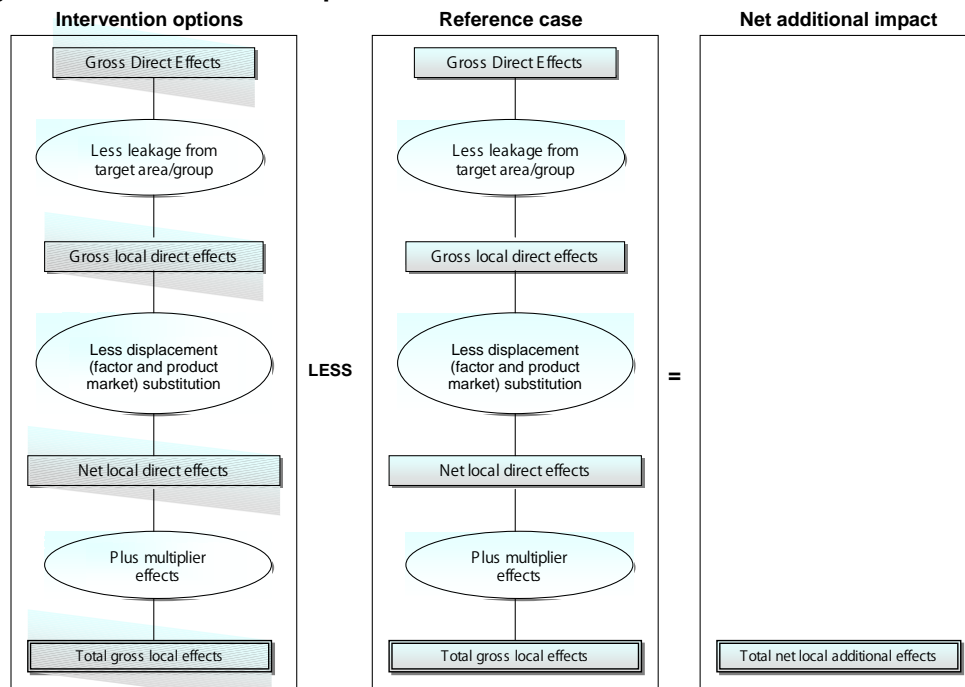 Intervention options
Gross Direct Effects
Less leakage from
target area/group
Gross local direct effects
Less displacement
(factor and product
market) substitution
Net local direct effects
Plus multiplier
effects
Total gross local effects
LESS
Reference case
Gross Direct Effects
Less leakage from
target area/group
Gross local direct effects
Less displacement
(factor and product
market) substitution
Net local direct effects
Plus multiplier
effects
Total gross local effects
=
Net additional impact
Total net local additional effects